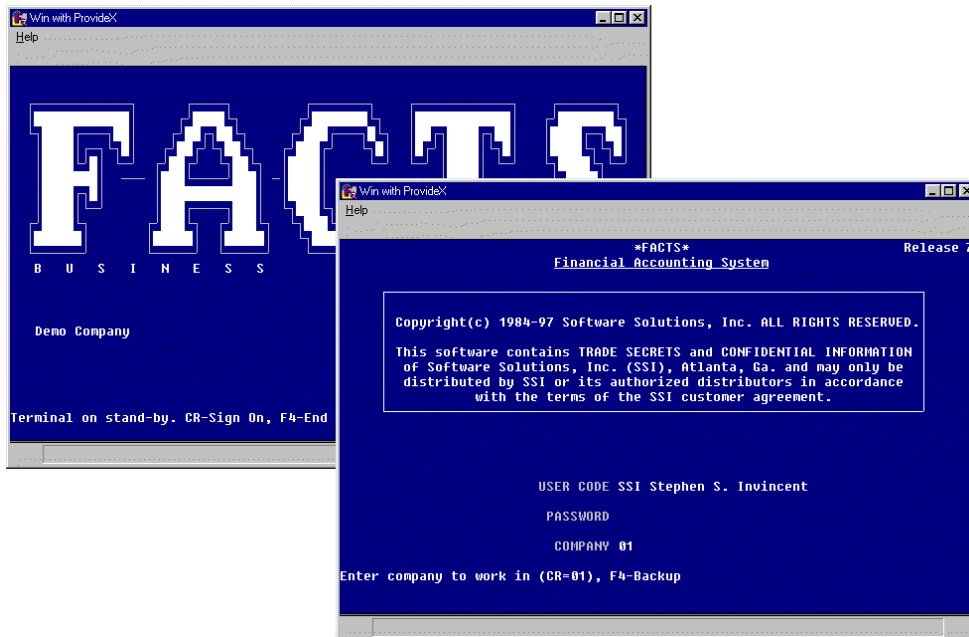 Win with ProvideX
Help
FACTS
BUSINESS
Demo Company
Terminal on stand-by. CR-Sign On, F4-End
Win with ProvideX
Help
*FACTS* Release 7
Financial Accounting System
Copyright(c) 1984-97 Software Solutions, Inc. ALL RIGHTS RESERVED.
This software contains TRADE SECRETS and CONFIDENTIAL INFORMATION
of Software Solutions, Inc. (SSI), Atlanta, Ga. and may only be
distributed by SSI or its authorized distributors in accordance
with the terms of the SSI customer agreement.
USER CODE SSI Stephen S. Invincent
PASSWORD
COMPANY 01
Enter company to work in (CR=01), F4-Backup